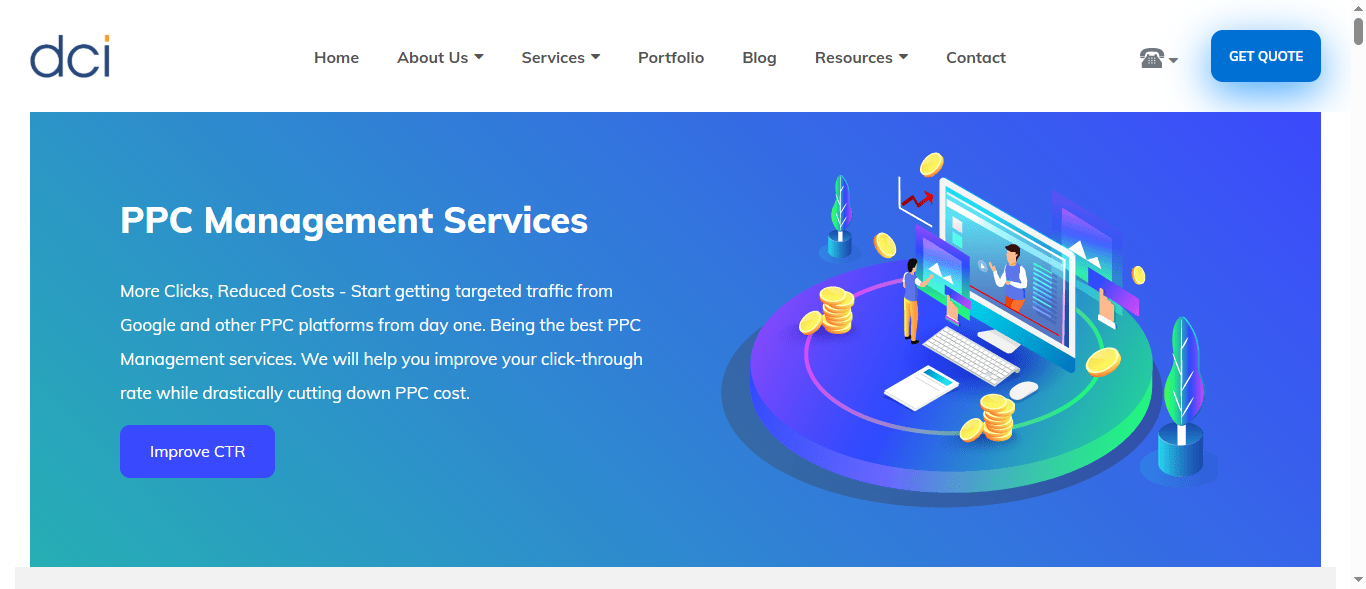 dci
Home About Us Services Portfolio Blog Resources Contact GET QUOTE
PPC Management Services
More Clicks, Reduced Costs - Start getting targeted traffic from
Google and other PPC platforms from day one. Being the best PPC
Management services. We will help you improve your click-through
rate while drastically cutting down PPC cost.
Improve CTR